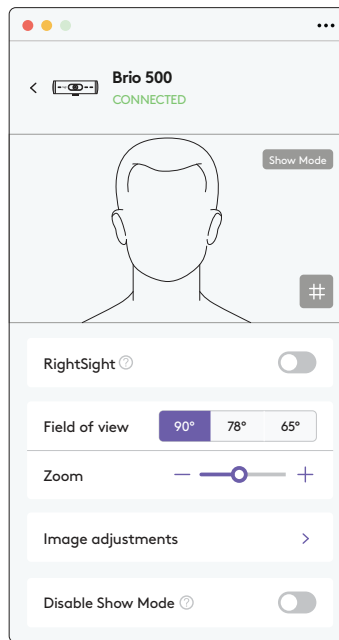 Brio 500
CONNECTED
Show Mode
RightSight
Field of view 90° 78° 65°
Zoom
Image adjustments
Disable Show Mode